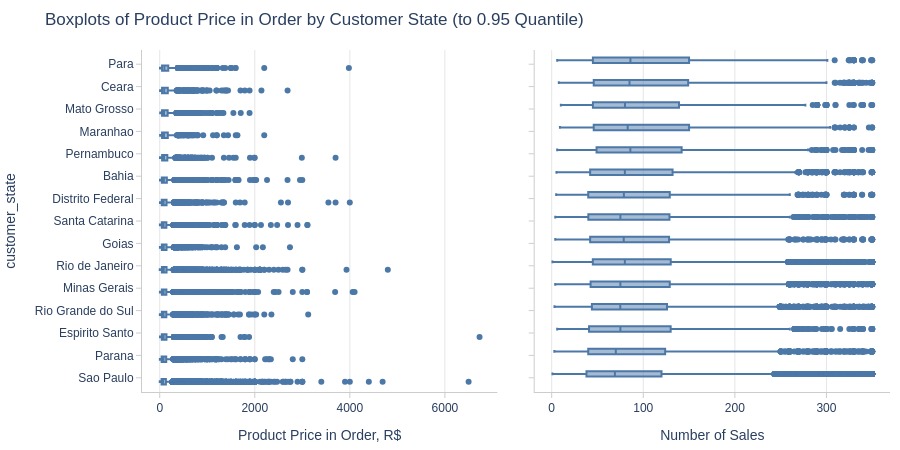 Boxplots of Product Price in Order by Customer State (to 0.95 Quantile)
customer_state
Para
Ceara
Mato Grosso
Maranhao
Pernambuco
Bahia
Distrito Federal
Santa Catarina
Goias
Rio de Janeiro
Minas Gerais
Rio Grande do Sul
Espirito Santo
Parana
Sao Paulo
0 2000 4000 6000
Product Price in Order, R$
0 100 200 300
Number of Sales